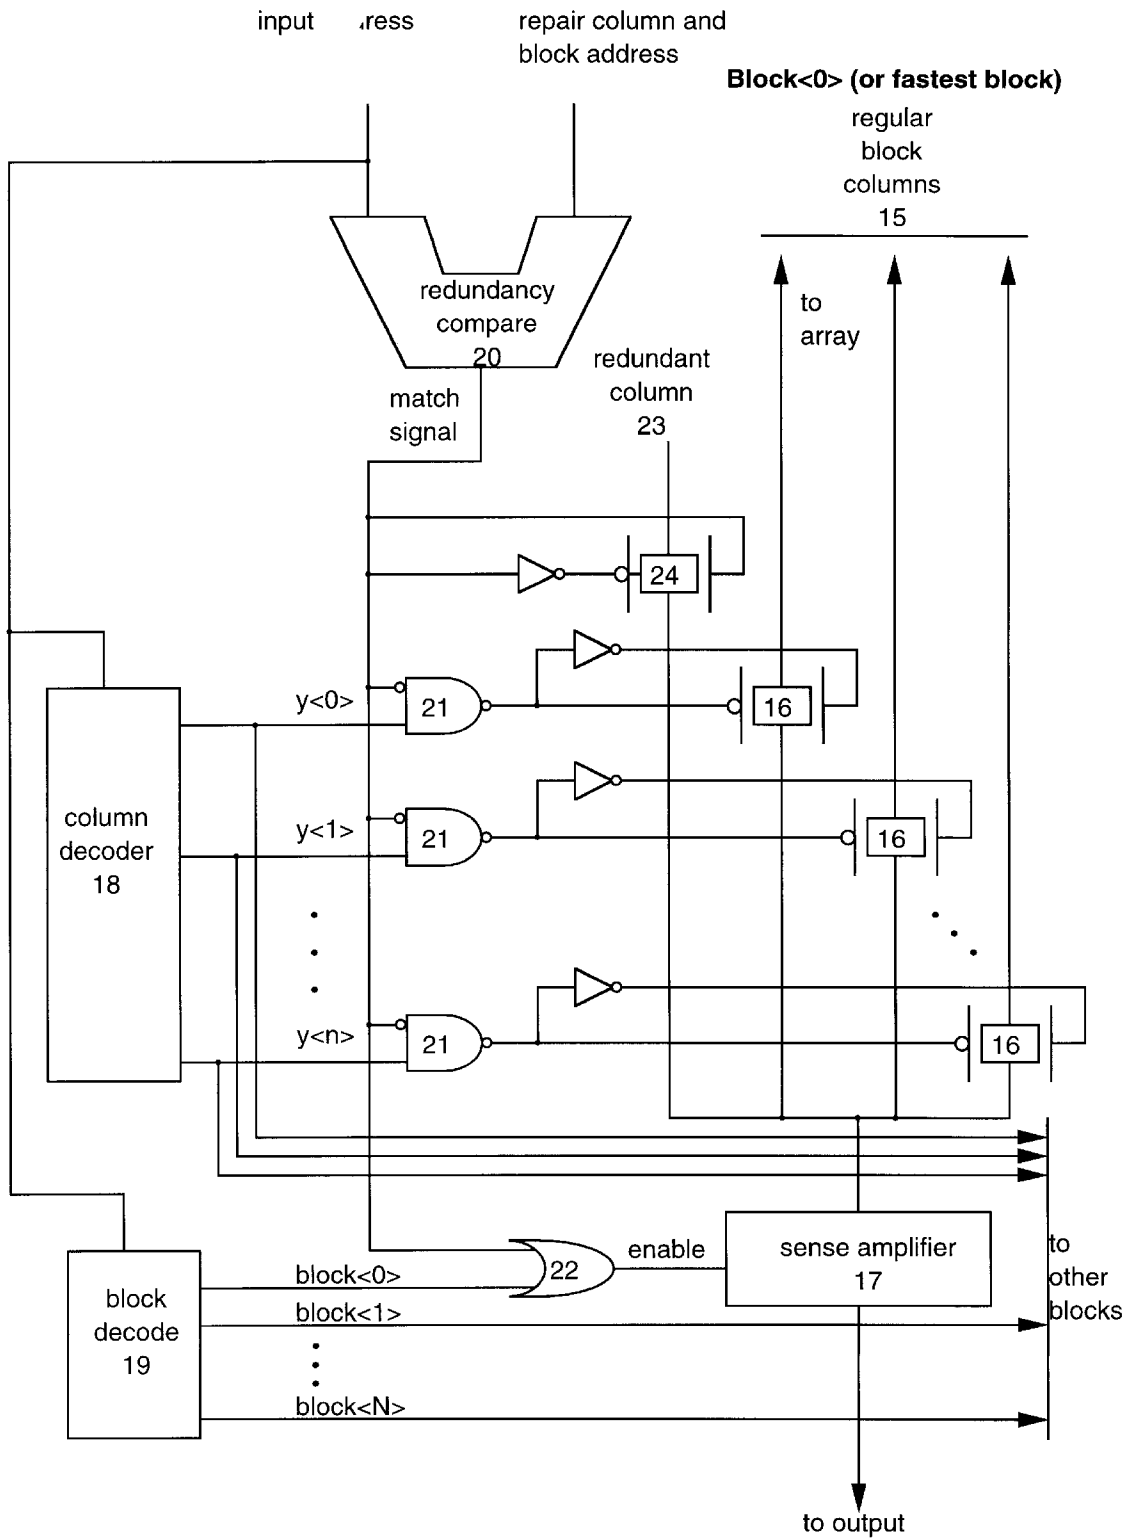 input
repair column and
block address
Block<0> (or fastest block)
regular
block
columns
15
redundancy
compare
20
to
array
redundant
column
23
match
signal
24
y<0>
21
16
column
decoder
18
y<1>
21
16
y<n>
21
16
block
decode
19
block<0>
block<1>
block<N>
22
enable
sense amplifier
17
to
other
blocks
to output